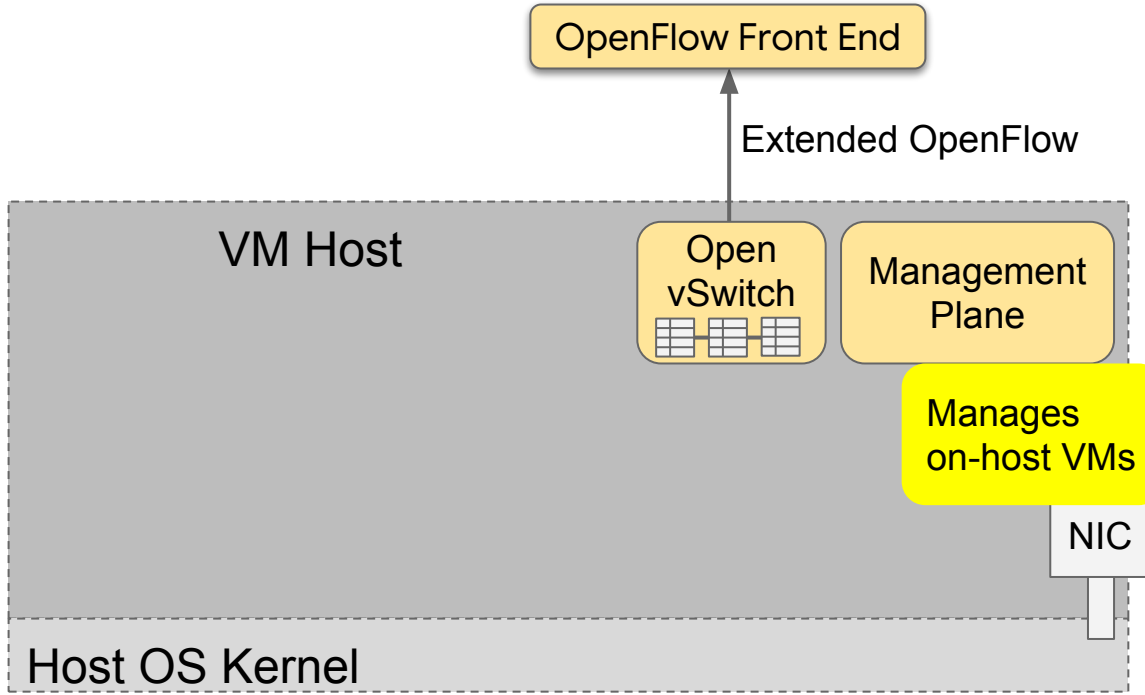 OpenFlow Front End
Extended OpenFlow
VM Host
Open
vSwitch
Management
Plane
Manages
on-host VMs
NIC
Host OS Kernel